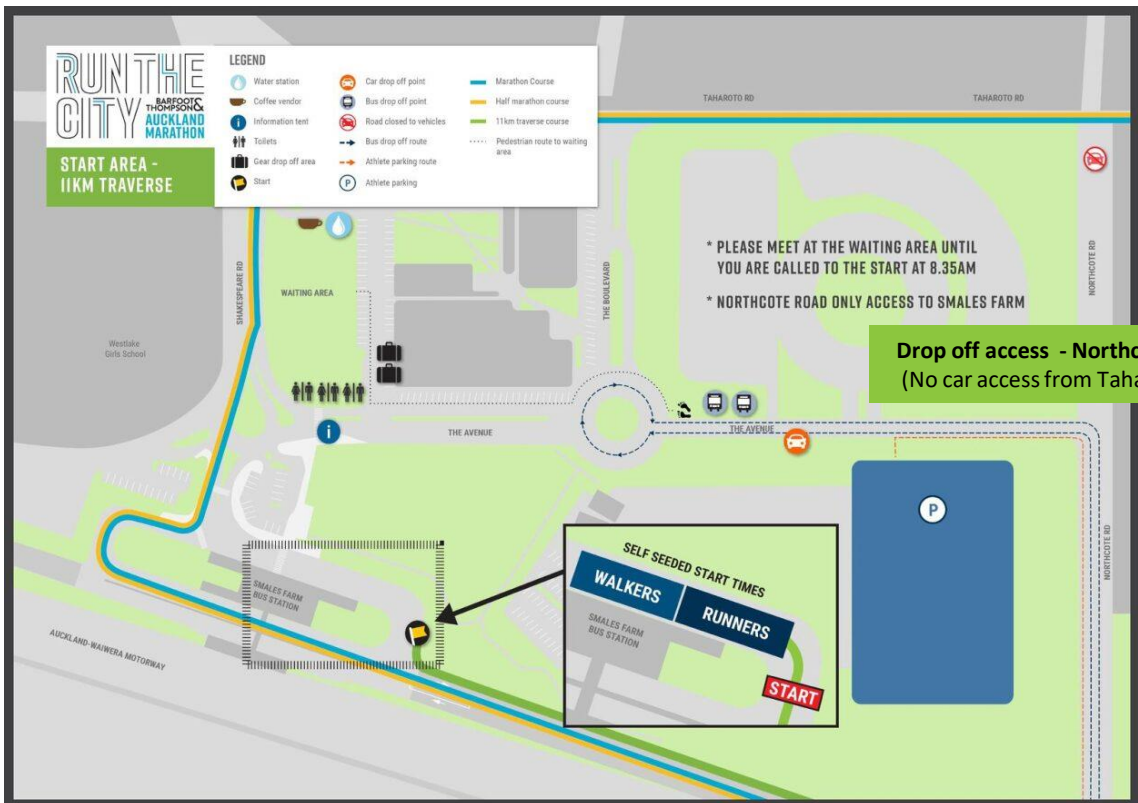 RUN THE
CITY
BARFOOT &
THOMPSON
AUCKLAND
MARATHON
START AREA -
11KM TRAVERSE
LEGEND
Water station
Coffee vendor
Information tent
Toilets
Gear drop off area
Start
Car drop off point
Bus drop off point
Road closed to vehicles
Bus drop off route
Athlete parking route
P
Athlete parking
Marathon Course
Half marathon course
11km traverse course
Pedestrian route to waiting
area
TAHAROTO RD
TAHAROTO RD
NORTHCOTE RD
* PLEASE MEET AT THE WAITING AREA UNTIL
YOU ARE CALLED TO THE START AT 8.35AM
* NORTHCOTE ROAD ONLY ACCESS TO SMALES FARM
SHAKESPEARE RD
WAITING AREA
THE BOULEVARD
Westlake
Girls School
Drop off access - Northc
(No car access from Taha
i
THE AVENUE
THE AVENUE
P
NORTHCOTE RD
SMALES FARM
BUS STATION
AUCKLAND-WAIWERA MOTORWAY
SELF SEEDED START TIMES
WALKERS
RUNNERS
SMALES FARM
BUS STATION
START